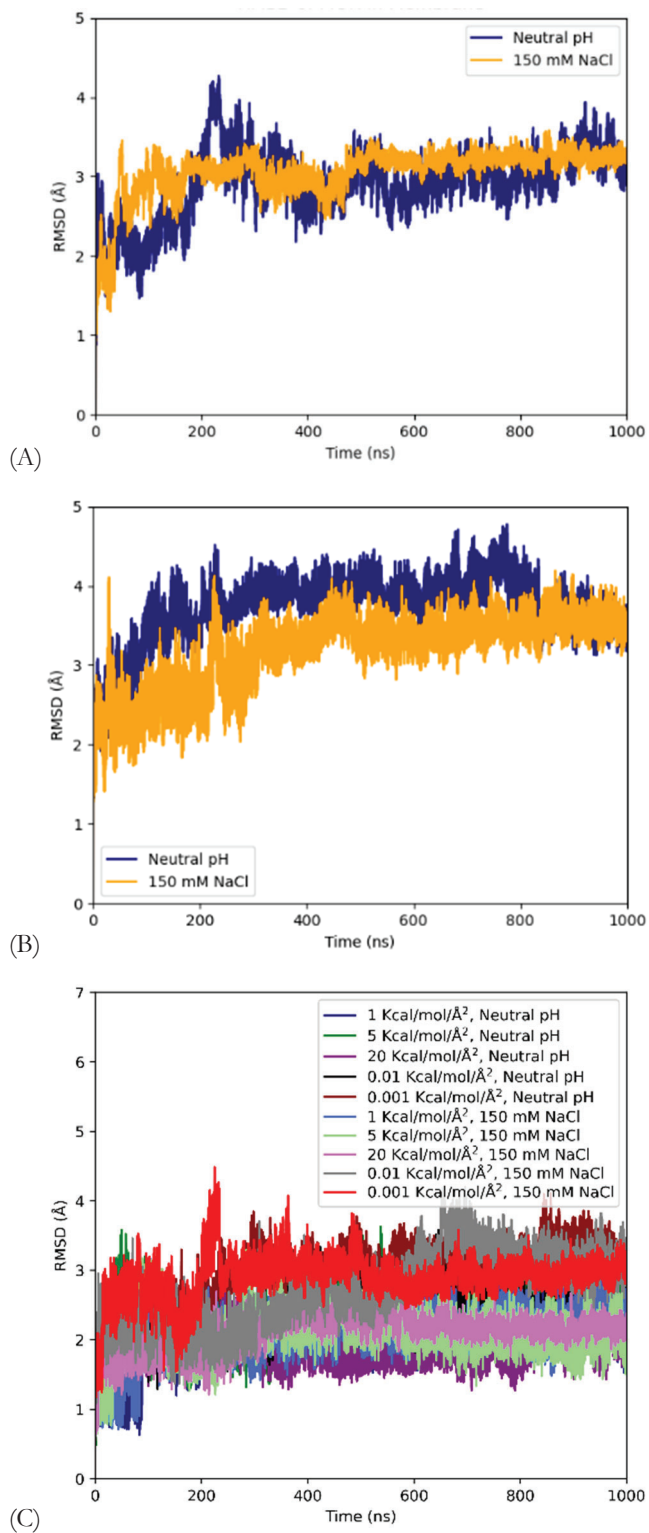 5
4
3
2
1
0
RMSD (Å)
Neutral pH
150 mM NaCl
0 200 400 600 800 1000
Time (ns)
(A)
5
4
3
2
1
0
RMSD (Å)
Neutral pH
150 mM NaCl
0 200 400 600 800 1000
Time (ns)
(B)
7
6
5
4
3
2
1
0
RMSD (Å)
1 Kcal/mol/Å², Neutral pH
5 Kcal/mol/Å², Neutral pH
20 Kcal/mol/Å², Neutral pH
0.01 Kcal/mol/Å², Neutral pH
0.001 Kcal/mol/Å², Neutral pH
1 Kcal/mol/Å², 150 mM NaCl
5 Kcal/mol/Å², 150 mM NaCl
20 Kcal/mol/Å², 150 mM NaCl
0.01 Kcal/mol/Å², 150 mM NaCl
0.001 Kcal/mol/Å², 150 mM NaCl
0 200 400 600 800 1000
Time (ns)
(C)